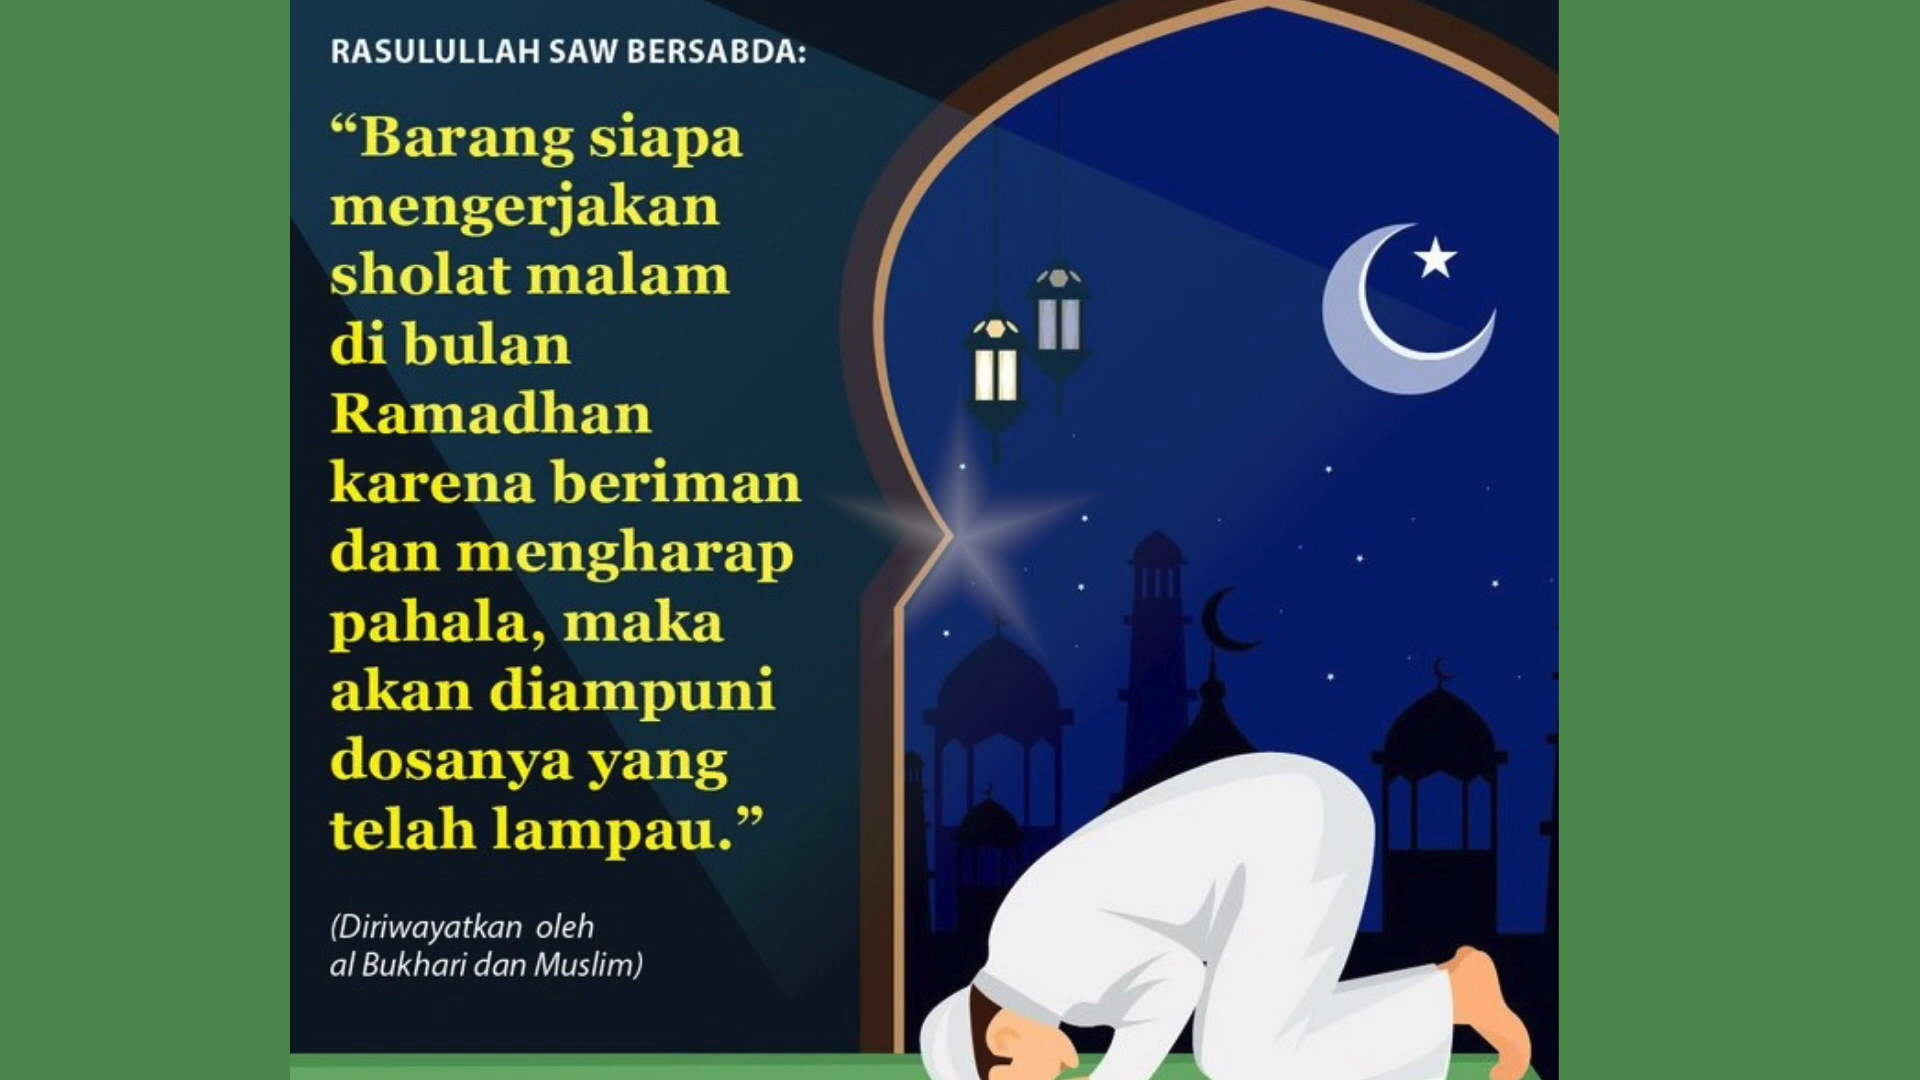 RASULULLAH SAW BERSABDA:
“Barang siapa
mengerjakan
sholat malam
di bulan
Ramadhan
karena beriman
dan mengharap
pahala, maka
akan diampuni
dosanya yang
telah lampau.”
(Diriwayatkan oleh
al Bukhari dan Muslim)